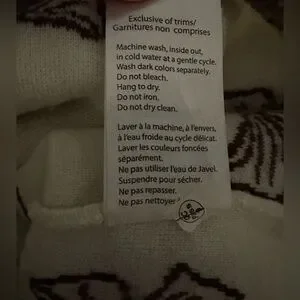 Exclusive of trims/
Garnitures non comprises
Machine wash, inside out,
in cold water at a gentle cycle.
Wash dark colors separately.
Do not bleach.
Hang to dry.
Do not iron.
Do not dry clean.
Laver à la machine, à l'envers,
à l'eau froide au cycle délicat.
Laver les couleurs foncées
séparément.
Ne pas utiliser l'eau de Javel.
Suspendre pour sécher.
Ne pas repasser.
Ne pas nettoyer